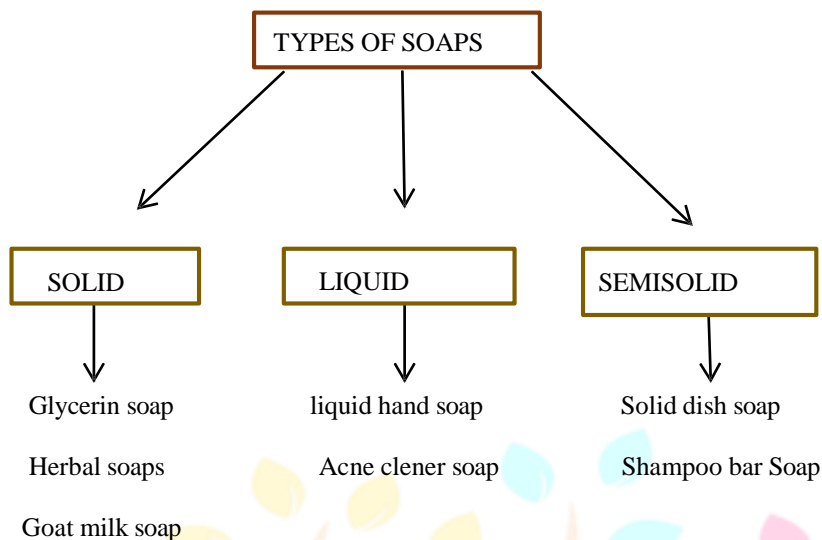 TYPES OF SOAPS
SOLID
LIQUID
SEMISOLID
Glycerin soap
liquid hand soap
Solid dish soap
Herbal soaps
Acne clener soap
Shampoo bar Soap
Goat milk soap